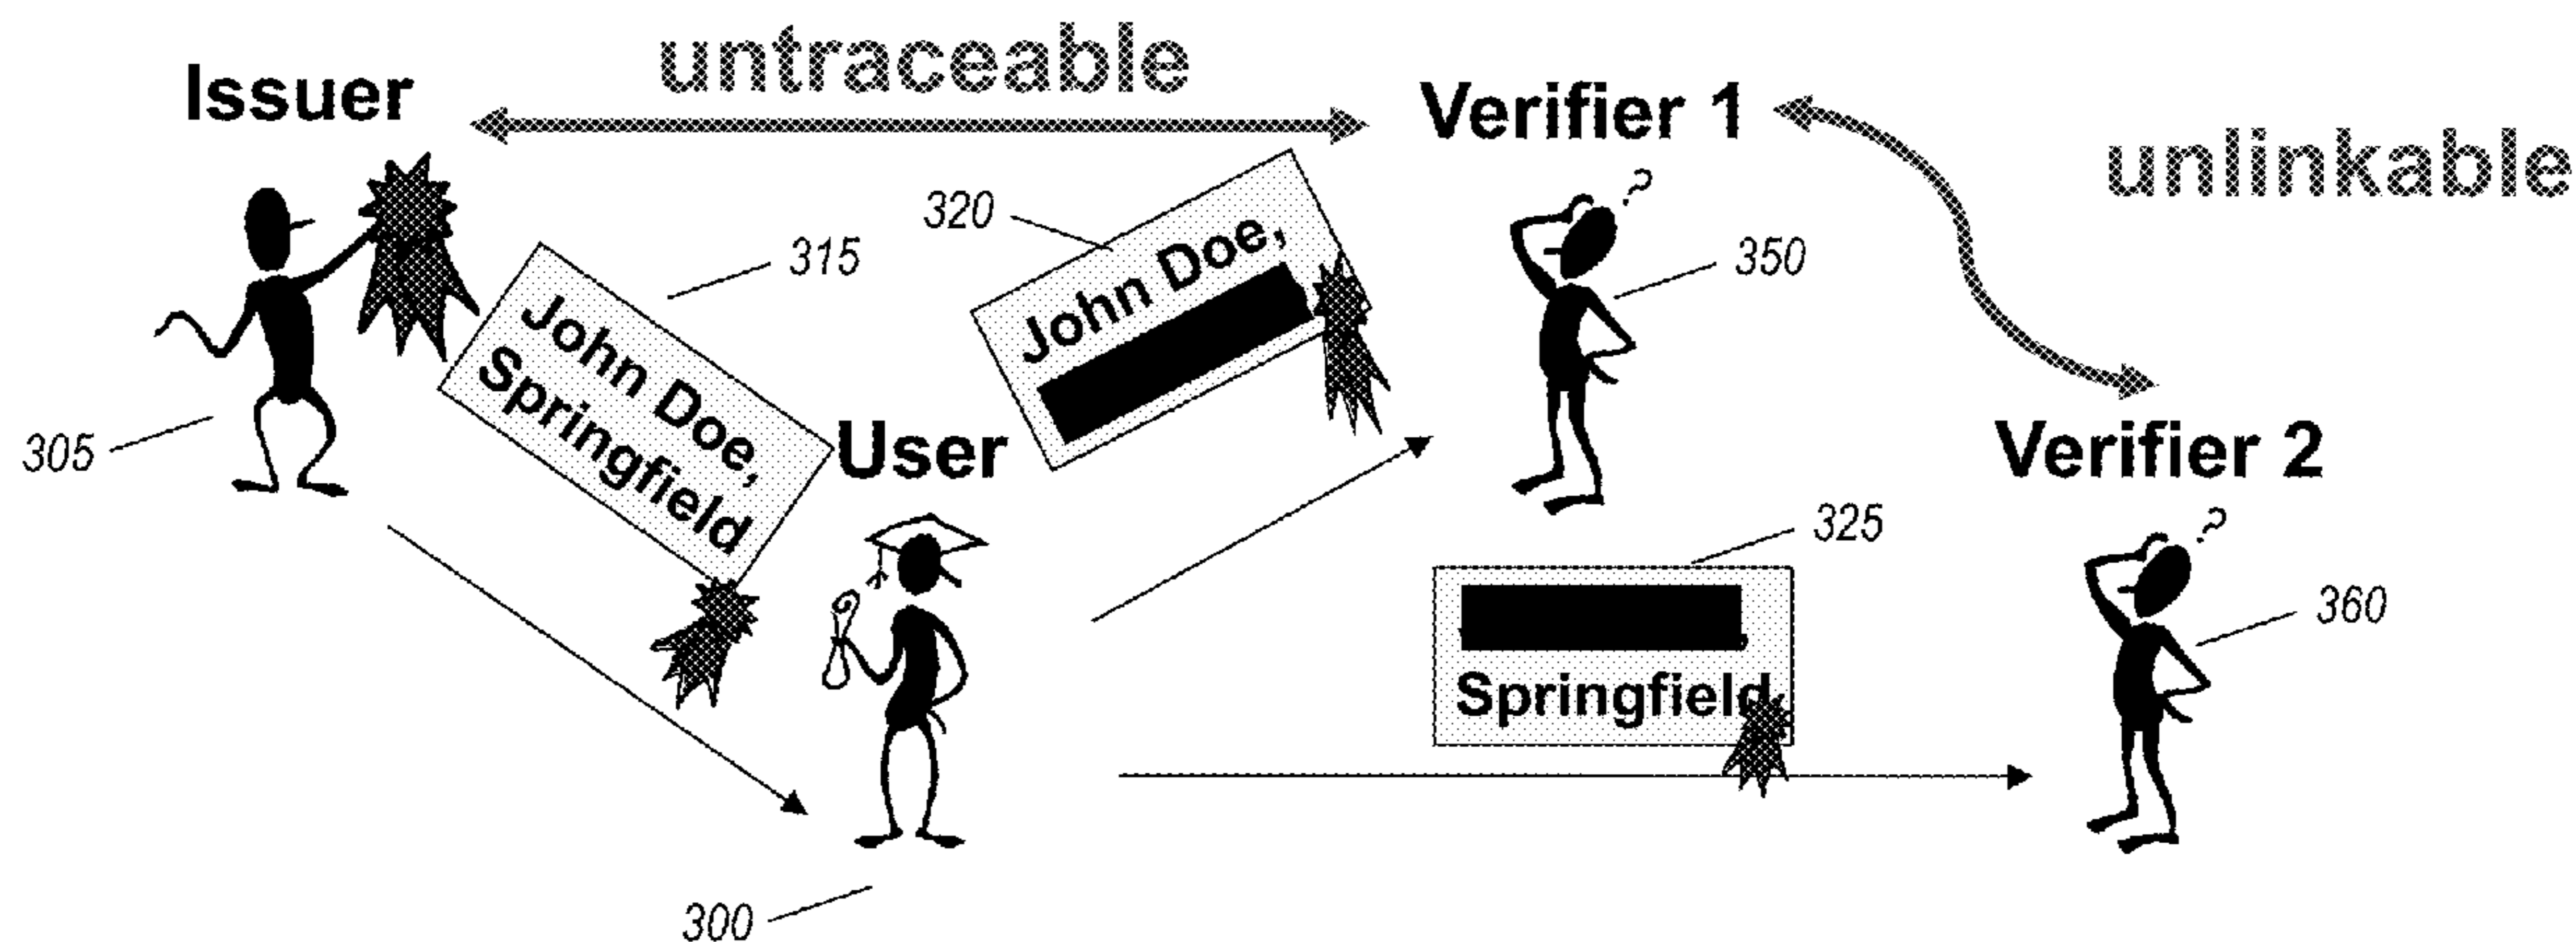 untraceable
Issuer
Verifier 1
unlinkable
320
John Doe,
?
315
350
John Doe,
Springfield
305
User
Verifier 2
325
?
360
Springfield
300